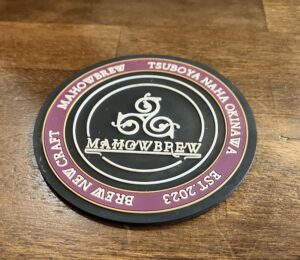 MAHOWBREW
TSUBOYA NAHA OKINAWA
EST. 2023
BREW NEW CRAFT
MAHOWBREW